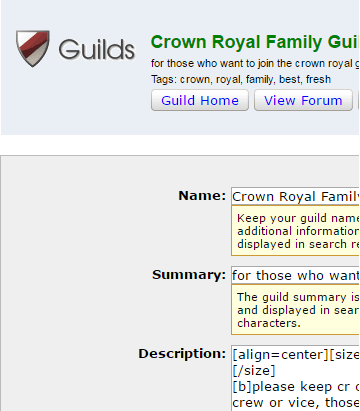 Guilds
Crown Royal Family Gui
for those who want to join the crown royal g
Tags: crown, royal, family, best, fresh
Guild Home View Forum
Name: Crown Royal Family
Keep your guild name
additional information
displayed in search re
Summary: for those who want
The guild summary is
and displayed in sear
characters.
Description: [align=center][size
[/size]
[b]please keep cr c
crew or vice, those